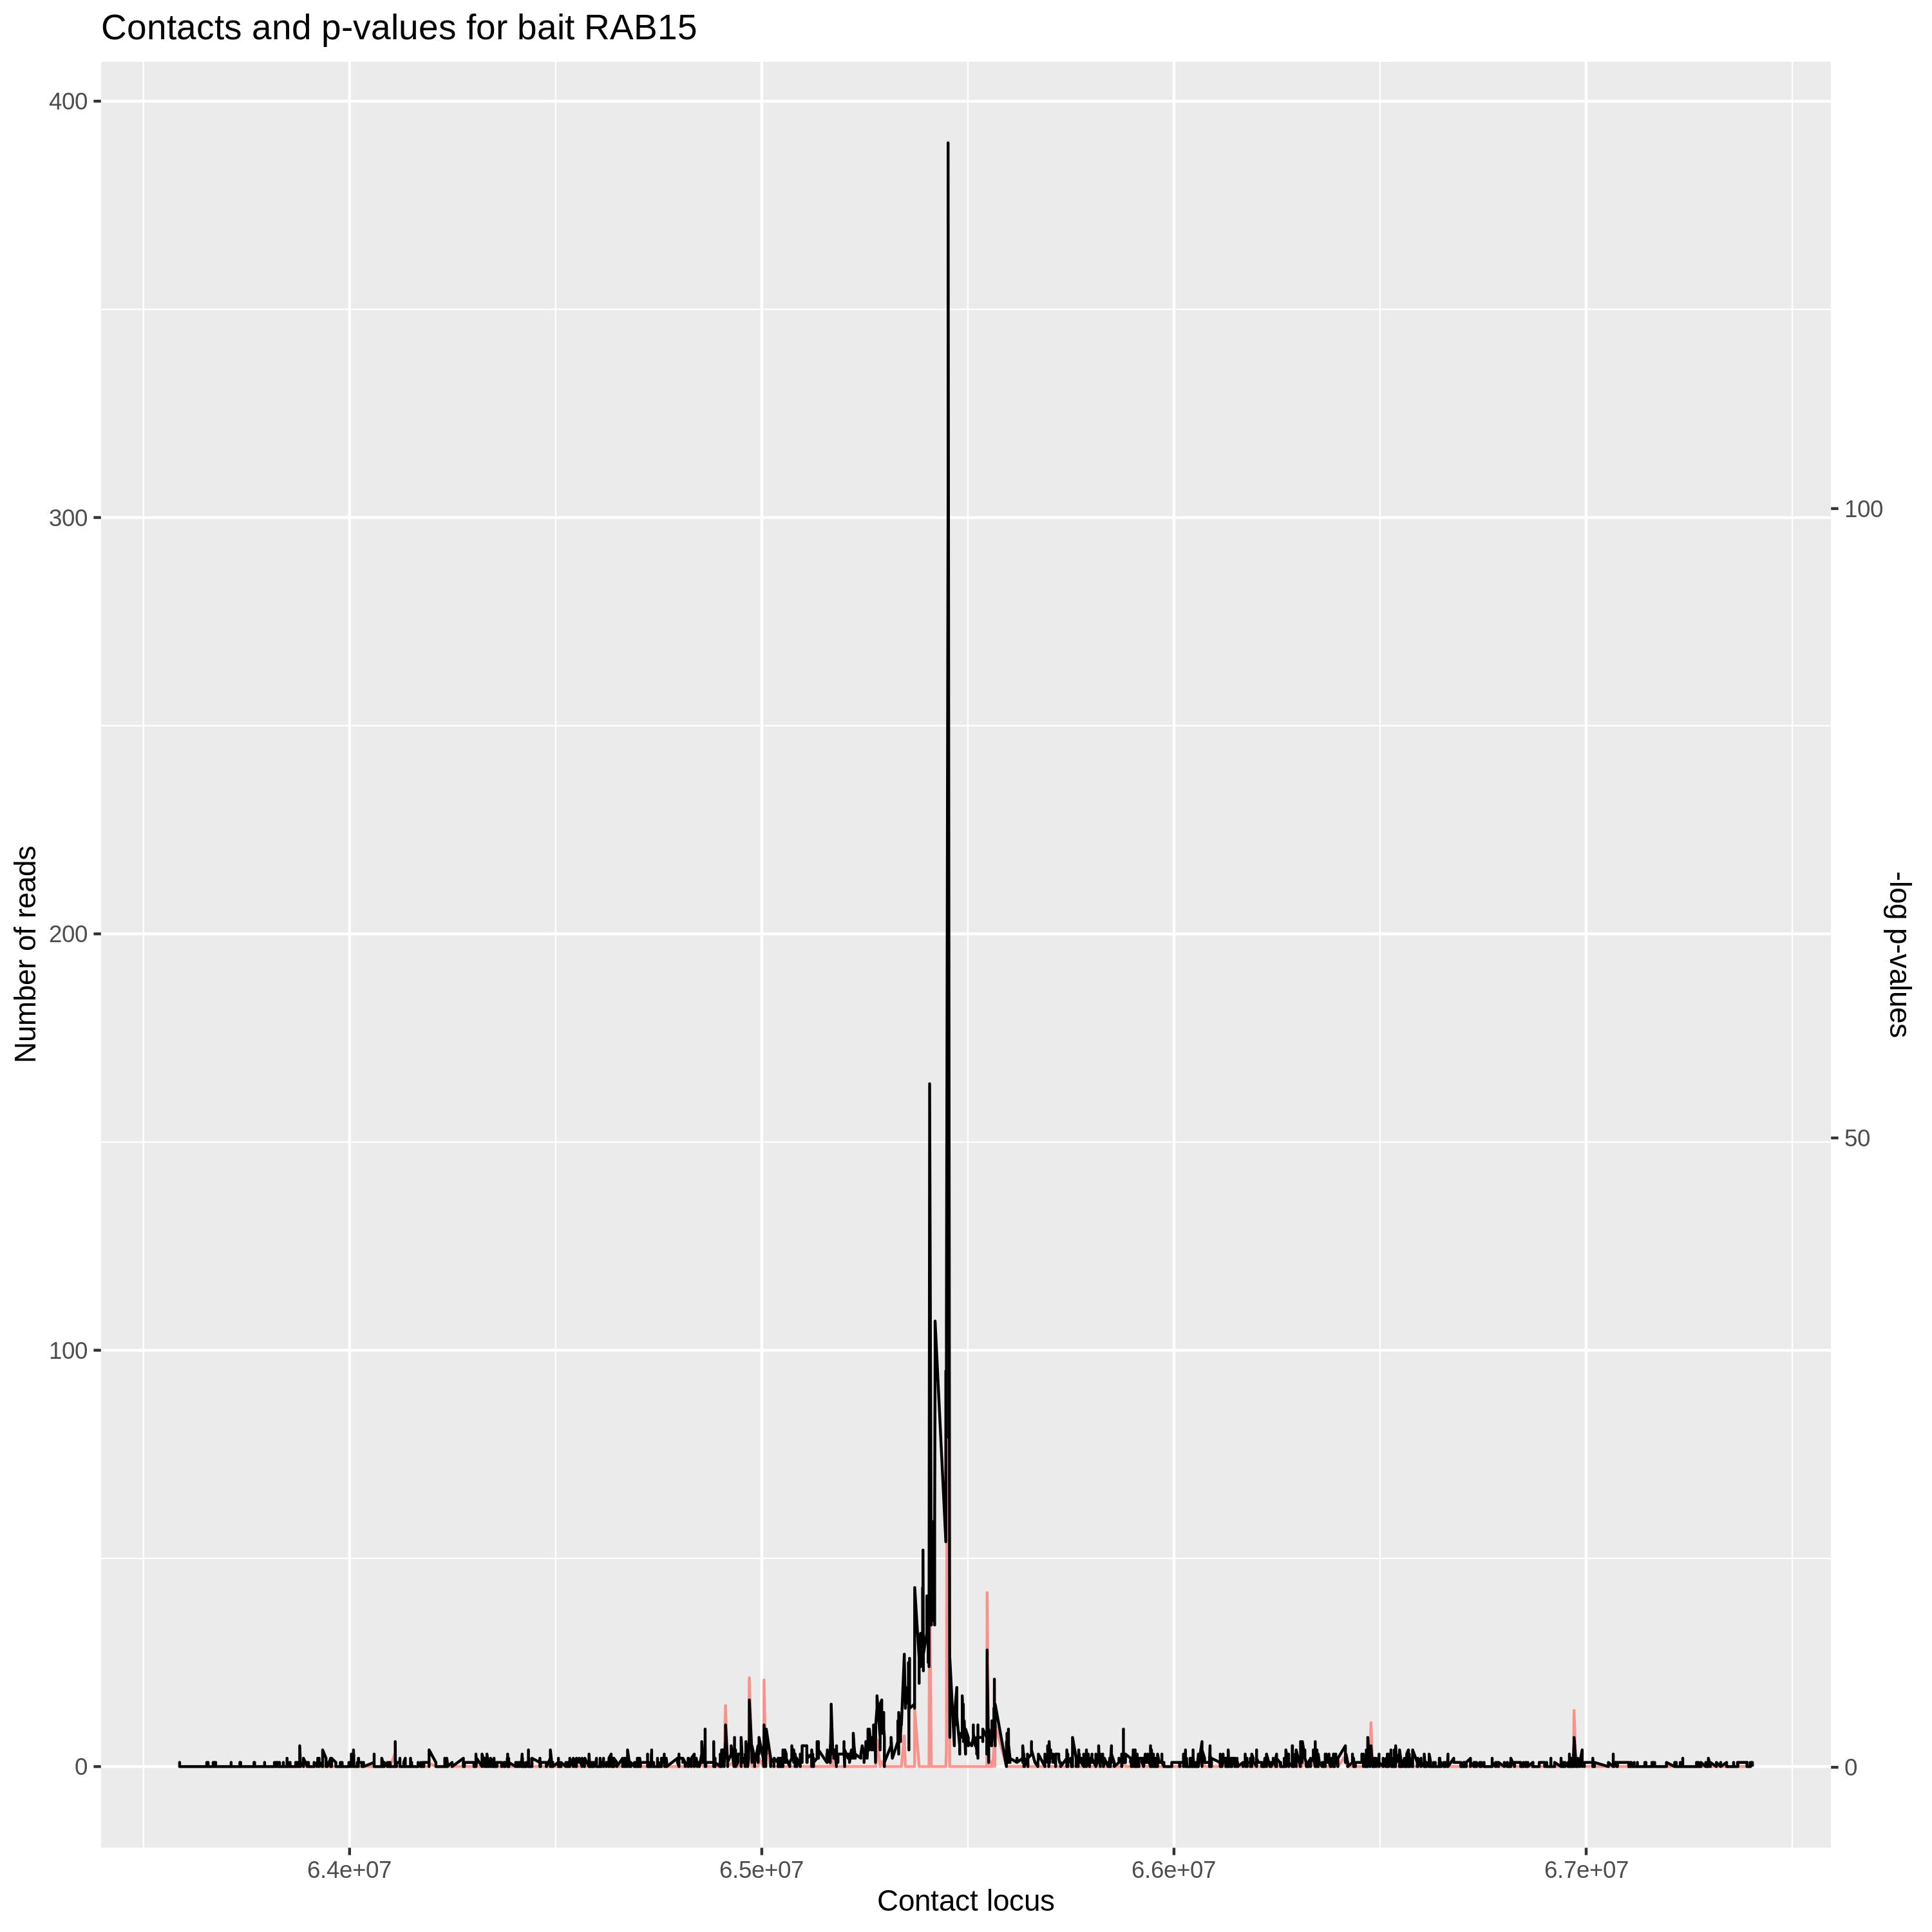 Contacts and p-values for bait RAB15
400
300
200
100
0
Number of reads
100
50
0
-log p-values
6.4e+07
6.5e+07
6.6e+07
6.7e+07
Contact locus